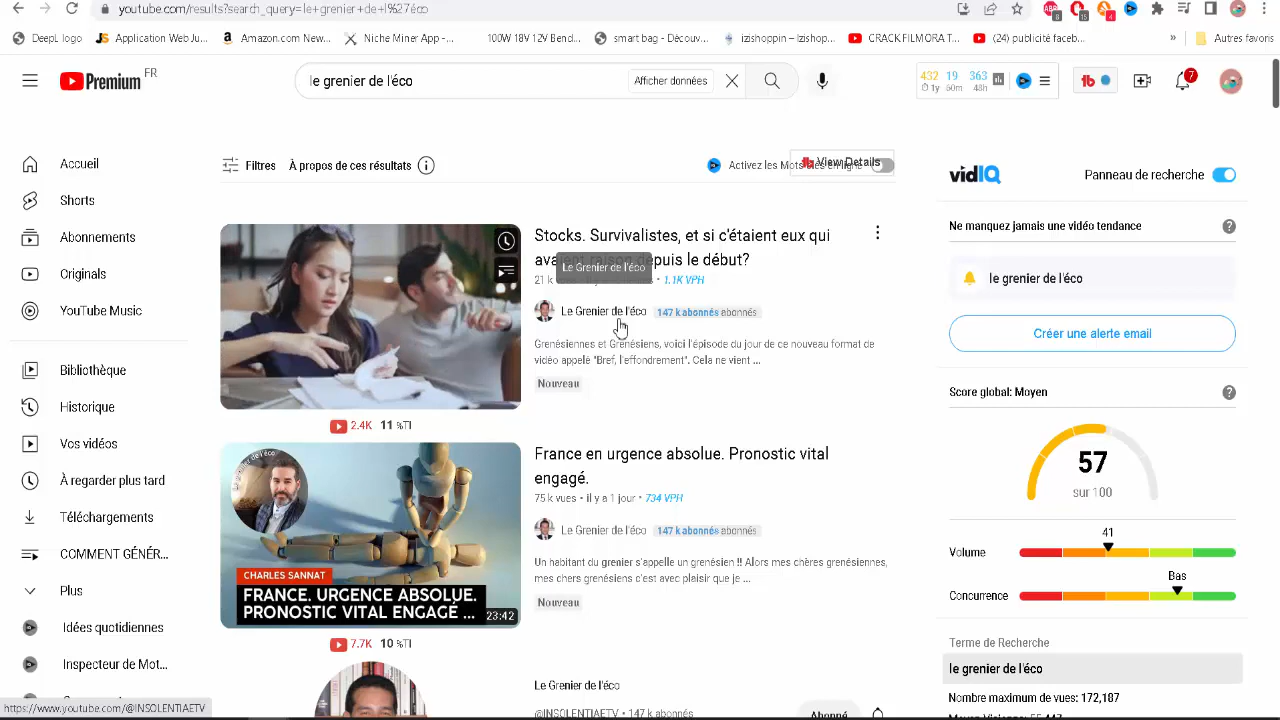 youtube.com/results?search_query=le+grenier+de+l%27éco
DeepL logo
Application Web Ju...
Amazon.com New...
Niche Miner App -...
100W 18V 12V Bend...
smart bag - Découv...
izishoppin – Izishop...
CRACK FILMORA T...
(24) publicité faceb...
»
Autres favoris
Premium FR
le grenier de l'éco
Afficher données
432 19 363
1y 60m 48h
7
Accueil
Shorts
Abonnements
Originals
YouTube Music
Bibliothèque
Historique
Vos vidéos
À regarder plus tard
Téléchargements
COMMENT GÉNÉR...
Plus
Idées quotidiennes
Inspecteur de Mot...
https://www.youtube.com/@INSOLENTIAETV
Filtres
À propos de ces résultats
View Details
Stocks. Survivalistes, et si c'étaient eux qui
depuis le début?
Le Grenier de l'éco
21 k • 1.1K VPH
Le Grenier de l'éco 147 k abonnés abonnés
Grenésiennes et Grenésiens, voici l'épisode du jour de ce nouveau format de
vidéo appelé "Bref, l'effondrement". Cela ne vient ...
Nouveau
2.4K 11 %TI
France en urgence absolue. Pronostic vital
engagé.
75 k vues • il y a 1 jour • 734 VPH
Le Grenier de l'éco 147 k abonnés abonnés
Un habitant du grenier s'appelle un grenésien !! Alors mes chères grenésiennes,
mes chers grenésiens c'est avec plaisir que je ...
Nouveau
CHARLES SANNAT
FRANCE. URGENCE ABSOLUE.
PRONOSTIC VITAL ENGAGÉ ...
23:42
7.7K 10 %TI
Le Grenier de l'éco
@INSOLENTIAETV • 147 k abonnés
Abonné
vidIQ
Panneau de recherche
Ne manquez jamais une vidéo tendance
le grenier de l'éco
Créer une alerte email
Score global: Moyen
57
sur 100
41
Volume
Bas
Concurrence
Terme de Recherche
le grenier de l'éco
Nombre maximum de vues: 172,187